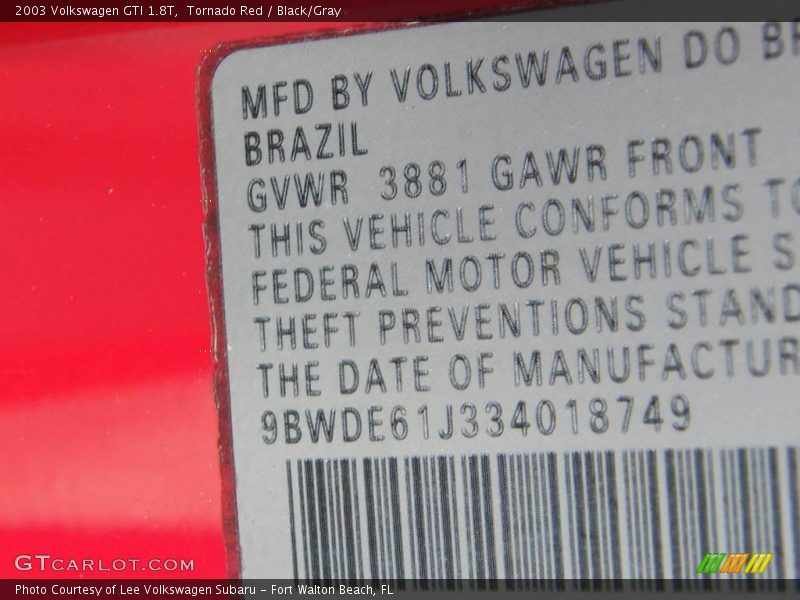 2003 Volkswagen GTI 1.8T, Tornado Red / Black/Gray
MFD BY VOLKSWAGEN DO
BRAZIL
GVWR 3881 GAWR FRONT
THIS VEHICLE CONFORMS TO
FEDERAL MOTOR VEHICLE S
THEFT PREVENTIONS STAND
THE DATE OF MANUFACTUR
9BWDE61J334018749
GTCARLOT.COM
Photo Courtesy of Lee Volkswagen Subaru - Fort Walton Beach, FL